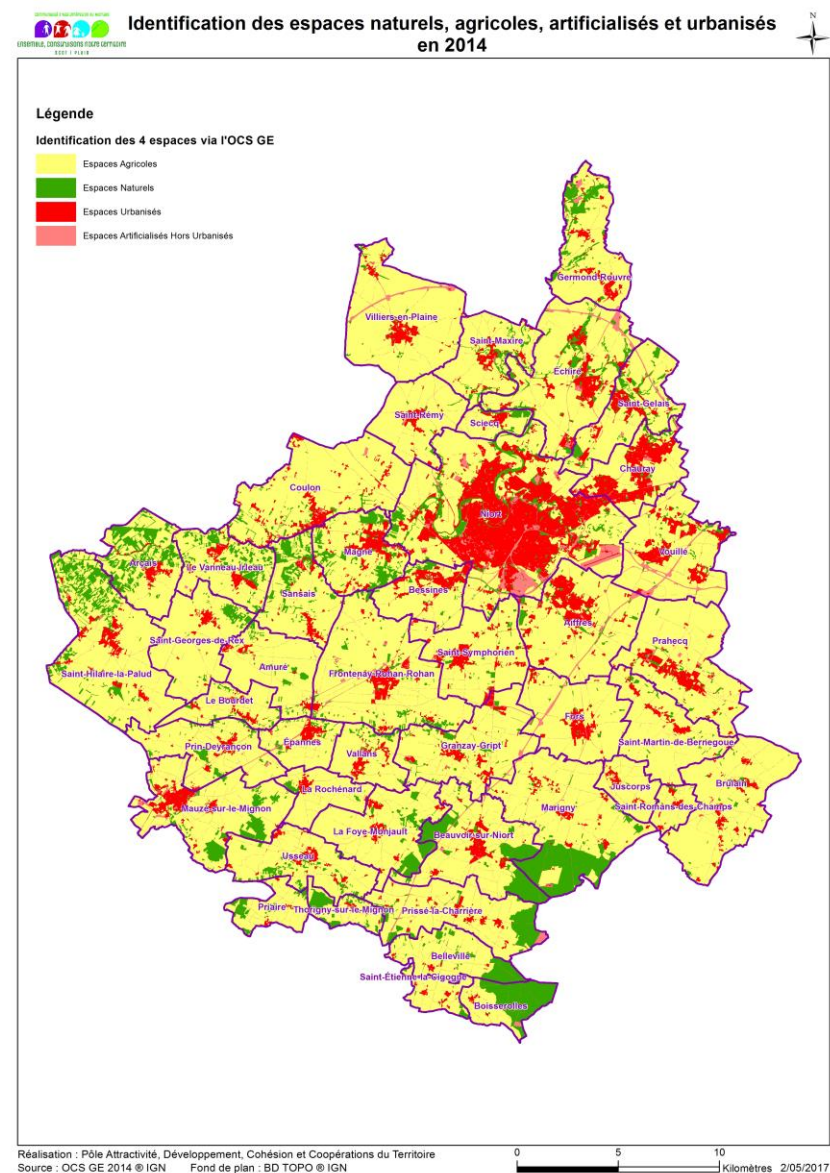 Identification des espaces naturels, agricoles, artificialisés et urbanisés
en 2014
N
Légende
Identification des 4 espaces via l'OCS GE
Espaces Agricoles
Espaces Naturels
Espaces Urbanisés
Espaces Artificialisés Hors Urbanisés
Germond-Rouvre
Villiers-en-Plaine
Saint-Maxire
Échiré
Saint-Gelais
Saint-Rémy
Sciecq
Chauray
Coulon
Niort
Magné
Vouillé
Arçais
Le Vanneau-Irleau
Sansais
Bessines
Aiffres
Saint-Georges-de-Rex
Saint-Symphorien
Prahecq
Amuré
Saint-Hilaire-la-Palud
Frontenay-Rohan-Rohan
Le Bourdet
Fors
Prin-Deyrançon
Épannes
Vallans
Granzay-Gript
Saint-Martin-de-Bernegoue
La Rochénard
Juscorps
Brûlain
Mauzé-sur-le-Mignon
Marigny
Saint-Romans-des-Champs
La Foye-Monjault
Beauvoir-sur-Niort
Usseau
Priaire
Thorigny-sur-le-Mignon
Prissé-la-Charrière
Belleville
Saint-Étienne-la-Cigogne
Boisserolles
Réalisation : Pôle Attractivité, Développement, Cohésion et Coopérations du Territoire
Source : OCS GE 2014 ® IGN Fond de plan : BD TOPO ® IGN
0 5 10
Kilomètres 2/05/2017